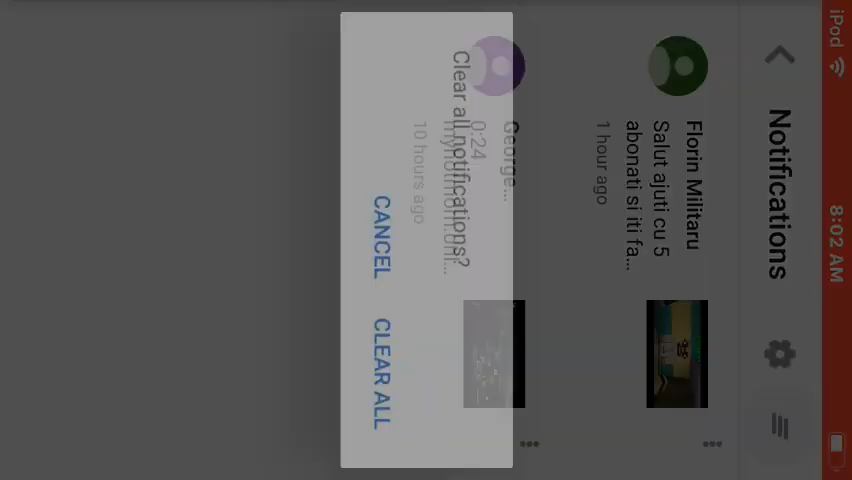 iPod 8:02 AM
Notifications
Florin Militaru
Salut ajuti cu 5
abonati si iti fa...
1 hour ago
George...
0:24
10 hours ago
Clear all notifications?
CANCEL CLEAR ALL